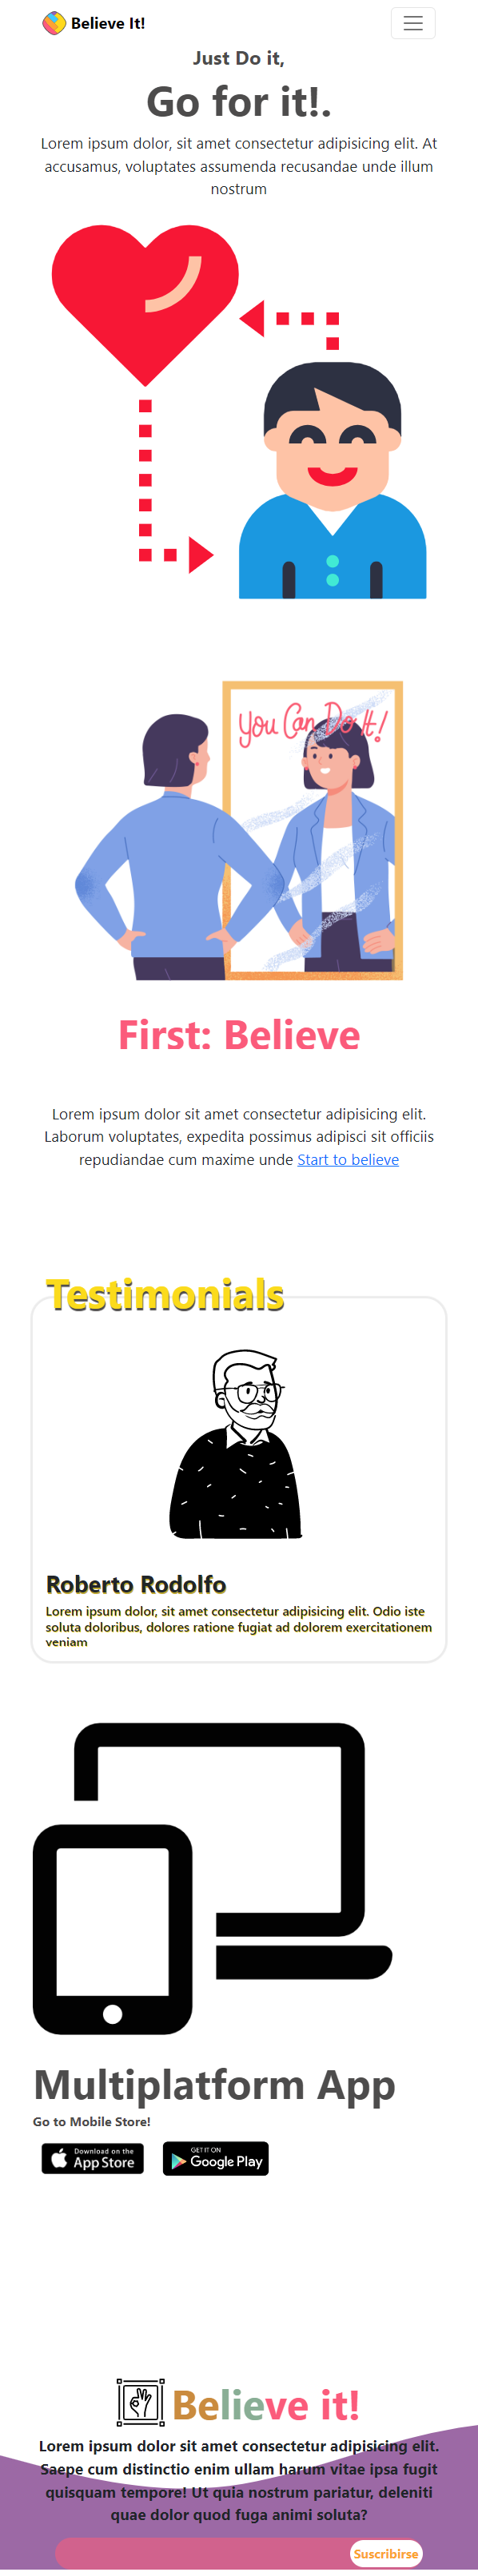 Believe It!
Just Do it,
Go for it!.
Lorem ipsum dolor, sit amet consectetur adipisicing elit. At
accusamus, voluptates assumenda recusandae unde illum
nostrum
You Can Do It!
First: Believe
Lorem ipsum dolor sit amet consectetur adipisicing elit.
Laborum voluptates, expedita possimus adipisci sit officiis
repudiandae cum maxime unde Start to believe
Testimonials
Roberto Rodolfo
Lorem ipsum dolor, sit amet consectetur adipisicing elit. Odio iste
soluta doloribus, dolores ratione fugiat ad dolorem exercitationem
veniam
Multiplatform App
Go to Mobile Store!
Download on the
App Store
GET IT ON
Google Play
Believe it!
Lorem ipsum dolor sit amet consectetur adipisicing elit.
Saepe cum distinctio enim ullam harum vitae ipsa fugit
quisquam tempore! Ut quia nostrum pariatur, deleniti
quae dolor quod fuga animi soluta?
Suscribirse